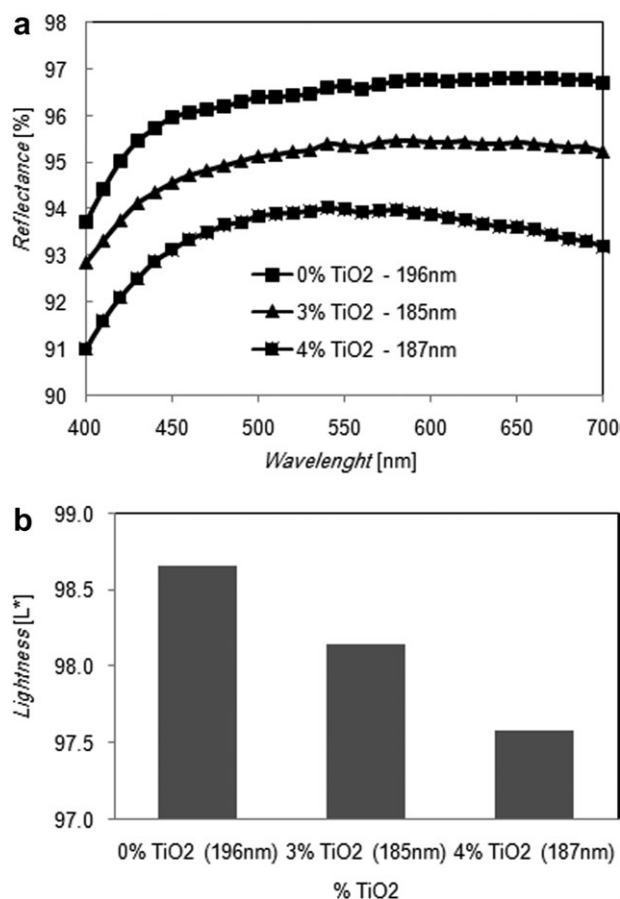 a
98
97
96
95
94
93
92
91
90
Reflectance [%]
0% TiO2 - 196nm
3% TiO2 - 185nm
4% TiO2 - 187nm
400 450 500 550 600 650 700
Wavelenght [nm]
b
99.0
98.5
98.0
97.5
97.0
Lightness [L*]
0% TiO2 (196nm) 3% TiO2 (185nm) 4% TiO2 (187nm)
% TiO2